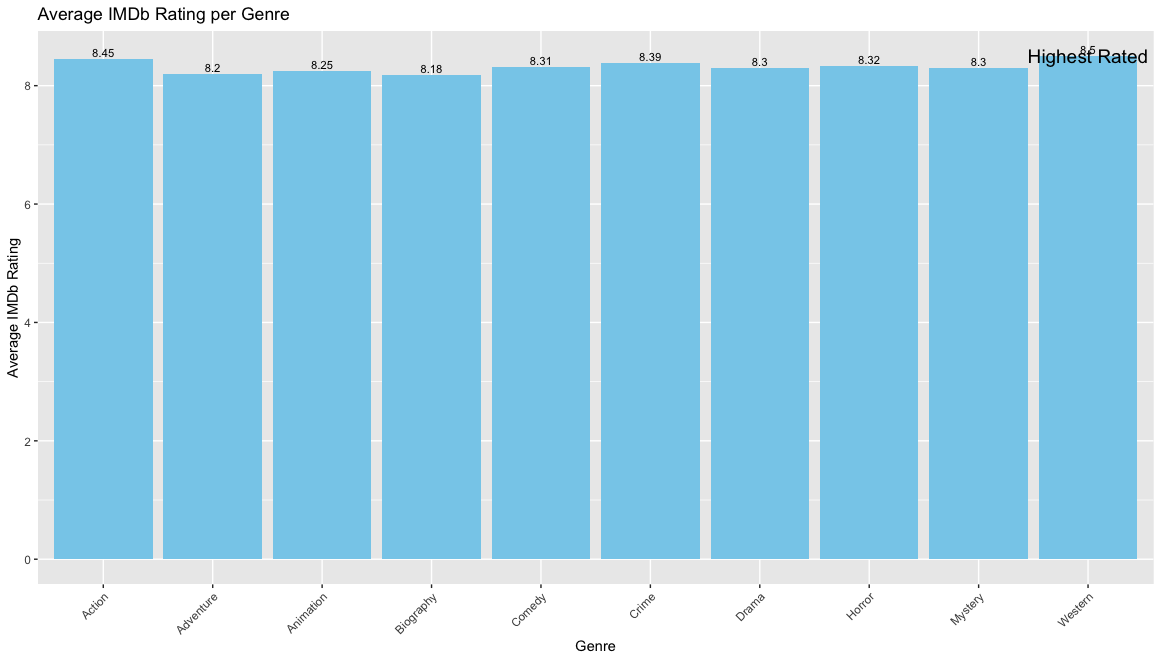 Average IMDb Rating per Genre
8.45
8.2
8.25
8.18
8.31
8.39
8.3
8.32
8.3
8.5
Highest Rated
8
6
4
2
0
Average IMDb Rating
Action
Adventure
Animation
Biography
Comedy
Crime
Drama
Horror
Mystery
Western
Genre